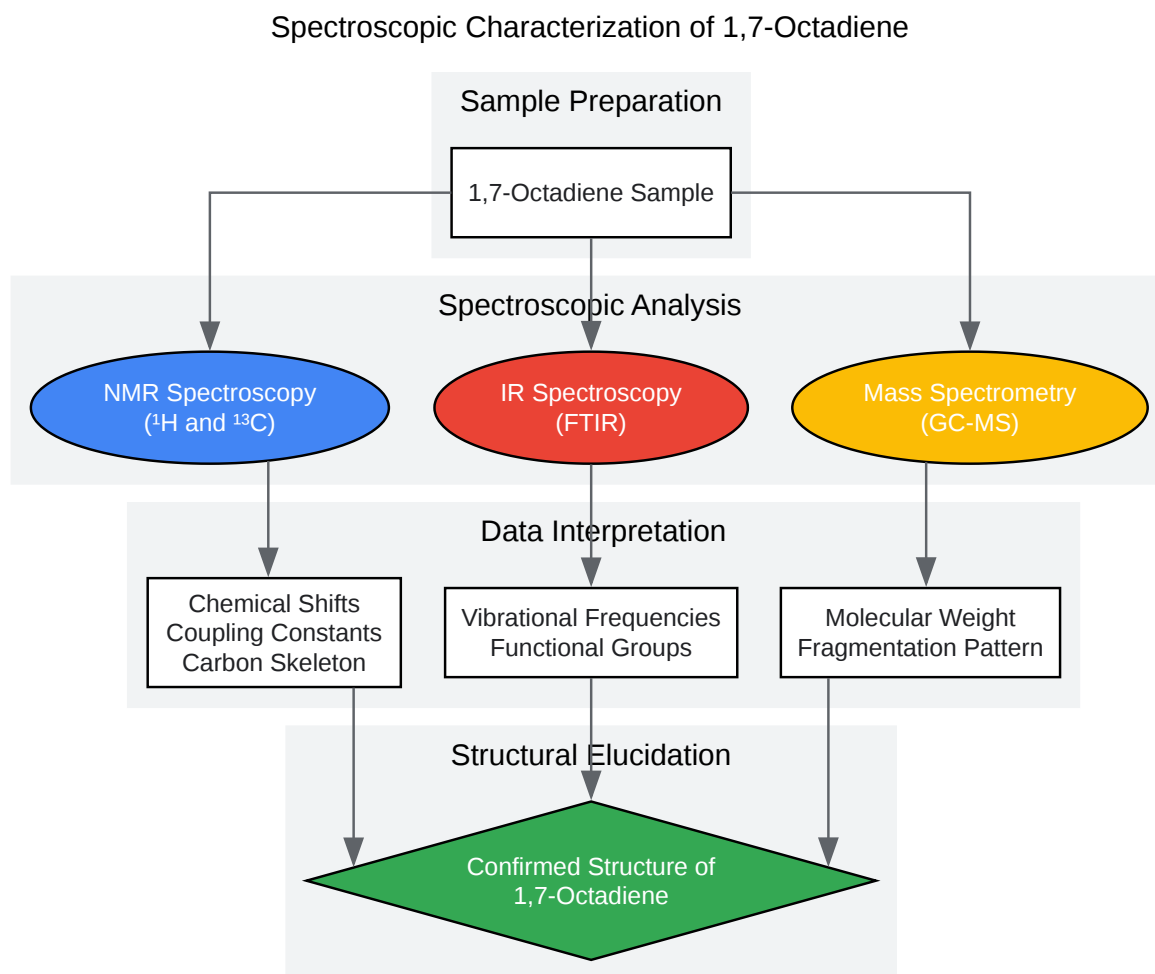 Spectroscopic Characterization of 1,7-Octadiene
Sample Preparation
1,7-Octadiene Sample
Spectroscopic Analysis
NMR Spectroscopy
(¹H and ¹³C)
IR Spectroscopy
(FTIR)
Mass Spectrometry
(GC-MS)
Data Interpretation
Chemical Shifts
Coupling Constants
Carbon Skeleton
Vibrational Frequencies
Functional Groups
Molecular Weight
Fragmentation Pattern
Structural Elucidation
Confirmed Structure of
1,7-Octadiene